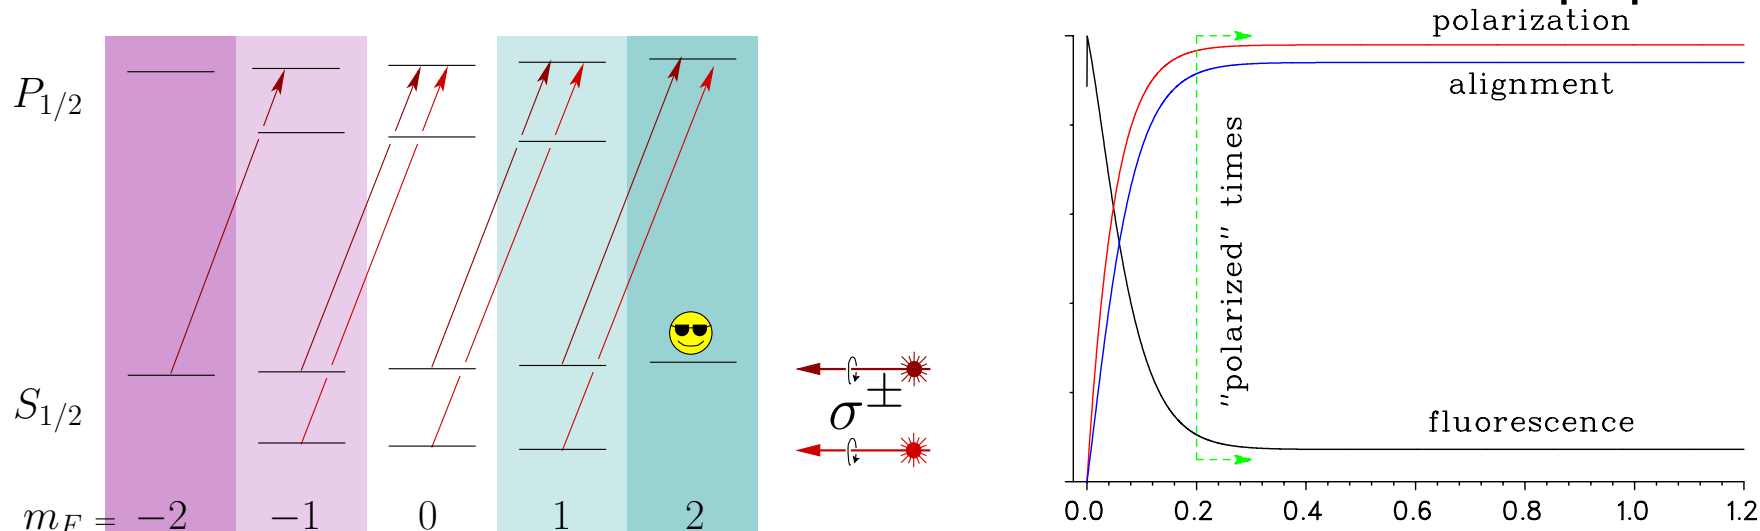 P1/2
S1/2
mF = −2 −1 0 1 2
σ±
polarization
alignment
"polarized" times
fluorescence
0.0 0.2 0.4 0.6 0.8 1.0 1.2